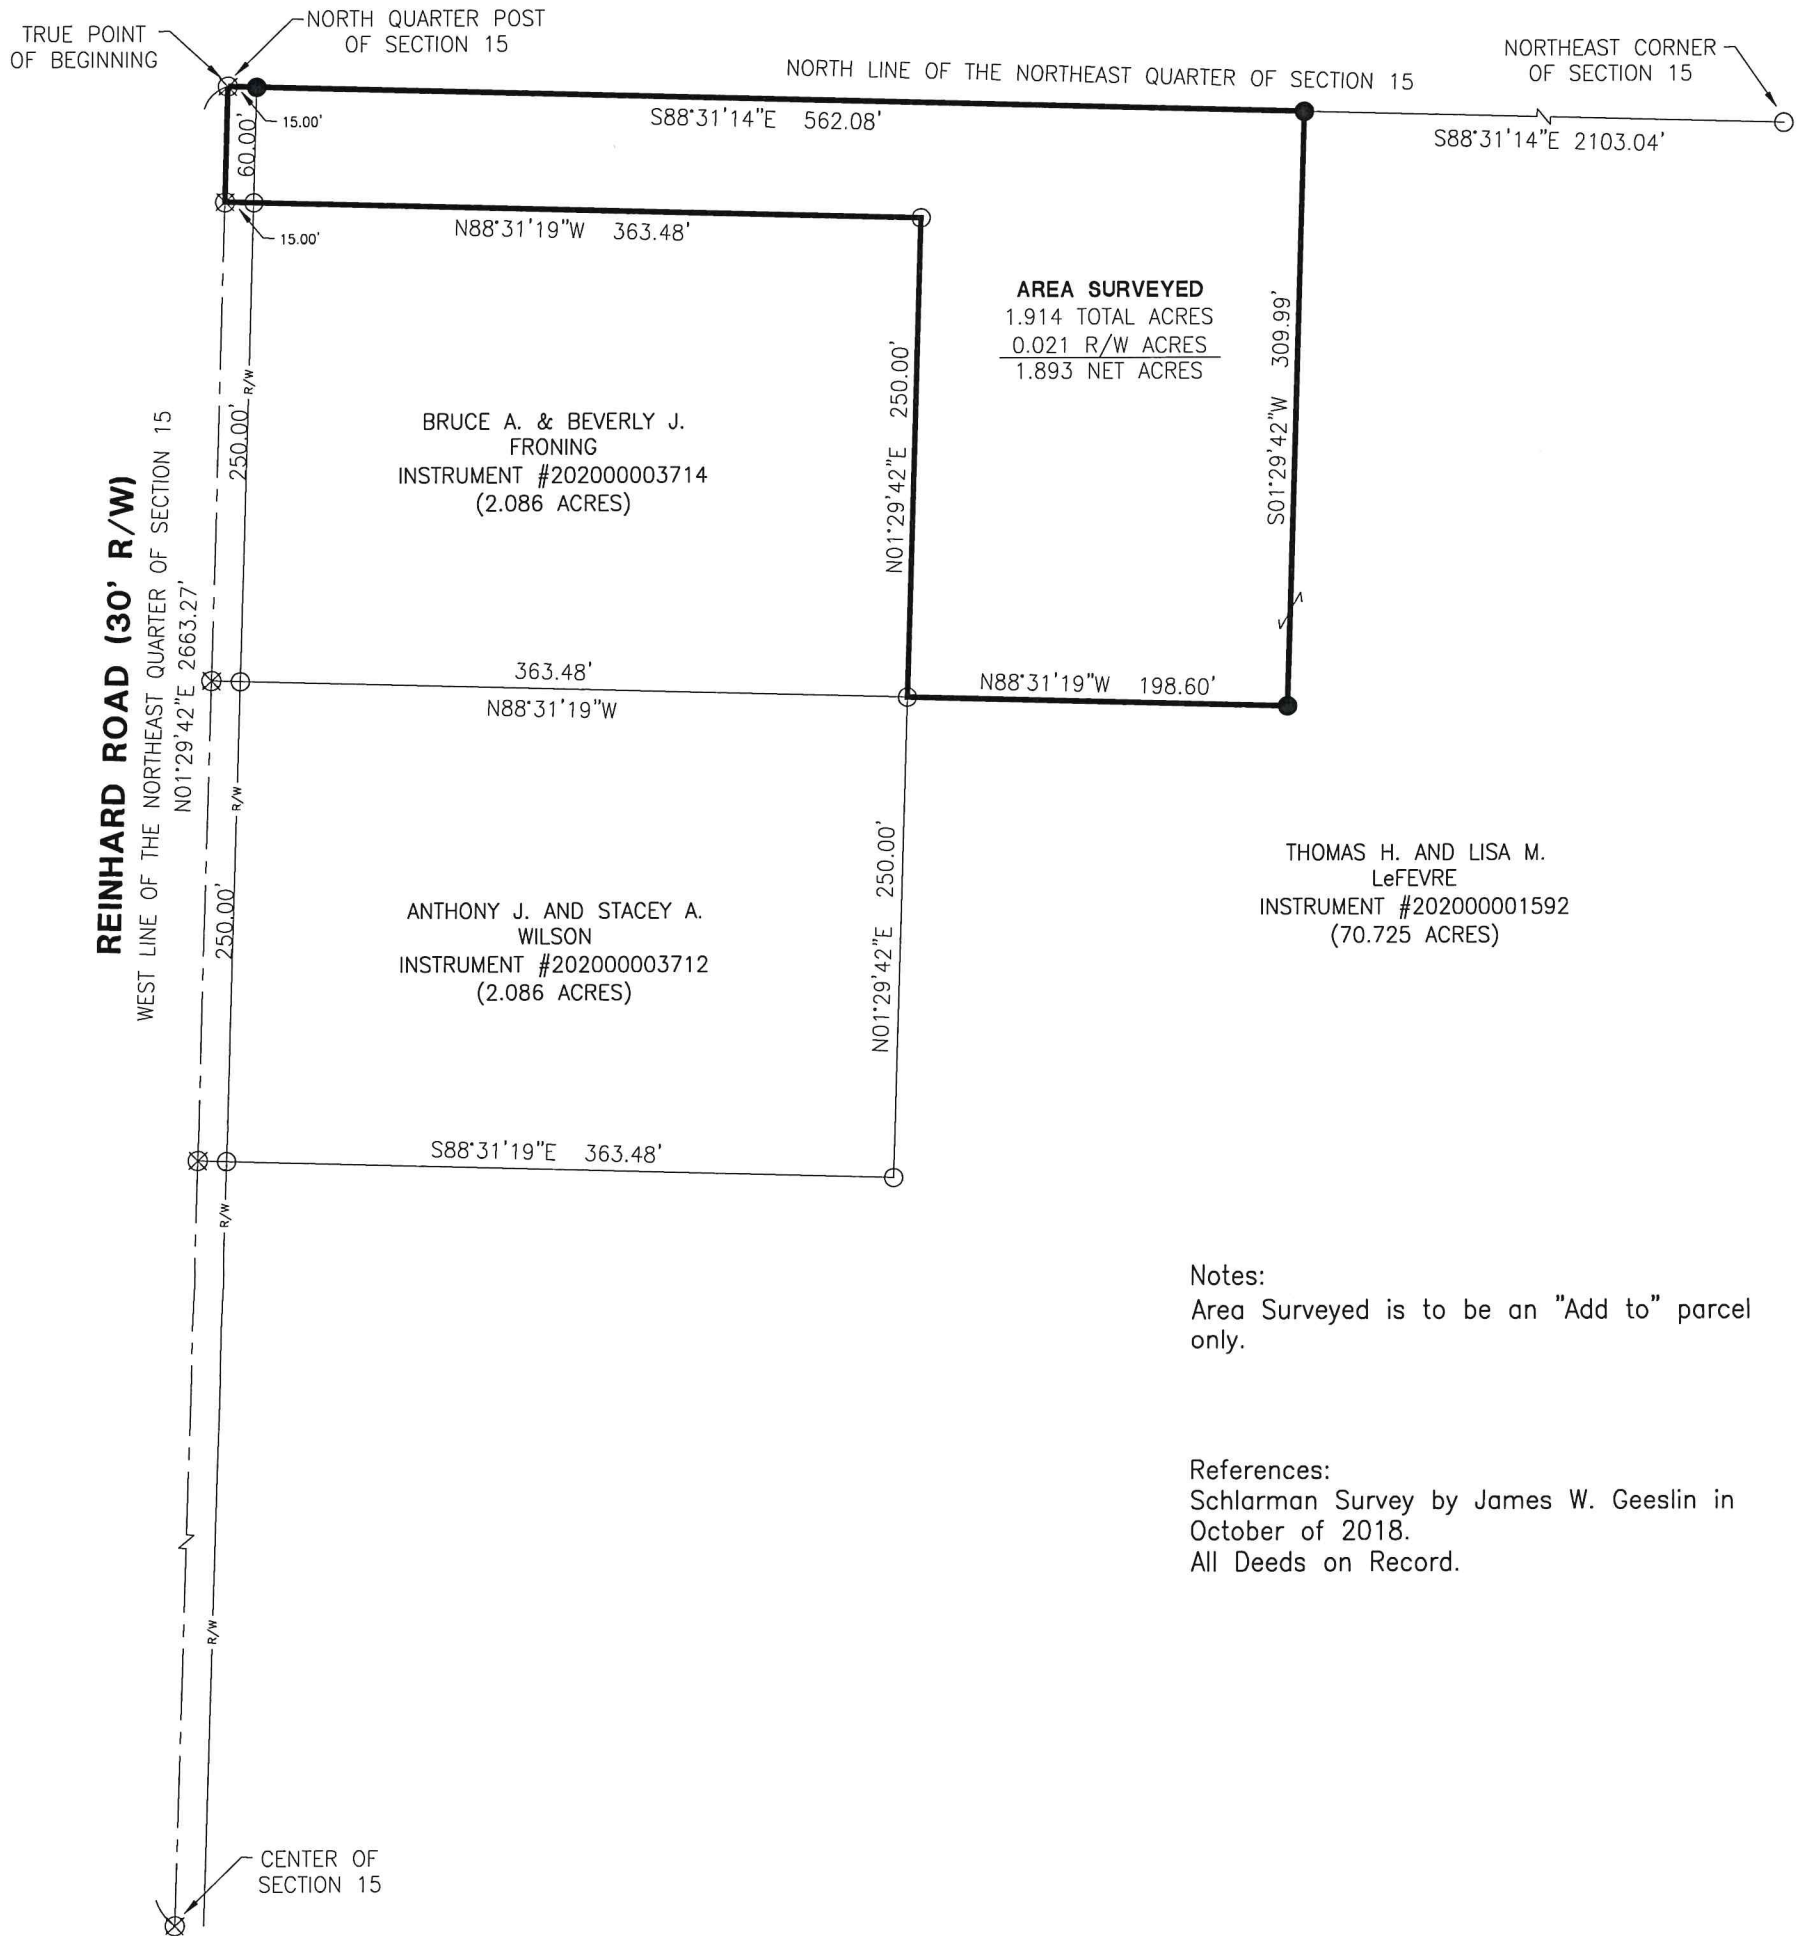 TRUE POINT
OF BEGINNING
NORTH QUARTER POST
OF SECTION 15
NORTH LINE OF THE NORTHEAST QUARTER OF SECTION 15
NORTHEAST CORNER
OF SECTION 15
S88°31'14"E 562.08'
S88°31'14"E 2103.04'
15.00'
60.00'
15.00'
N88°31'19"W 363.48'
AREA SURVEYED
1.914 TOTAL ACRES
0.021 R/W ACRES
1.893 NET ACRES
N01°29'42"E 250.00'
S01°29'42"W 309.99'
R/W
250.00'
BRUCE A. & BEVERLY J.
FRONING
INSTRUMENT #202000003714
(2.086 ACRES)
REINHARD ROAD (30' R/W)
WEST LINE OF THE NORTHEAST QUARTER OF SECTION 15
N01°29'42"E 2663.27'
363.48'
N88°31'19"W
N88°31'19"W 198.60'
R/W
250.00'
ANTHONY J. AND STACEY A.
WILSON
INSTRUMENT #202000003712
(2.086 ACRES)
N01°29'42"E 250.00'
THOMAS H. AND LISA M.
LeFEVRE
INSTRUMENT #202000001592
(70.725 ACRES)
S88°31'19"E 363.48'
R/W
Notes:
Area Surveyed is to be an "Add to" parcel
only.
References:
Schlarman Survey by James W. Geeslin in
October of 2018.
All Deeds on Record.
R/W
CENTER OF
SECTION 15